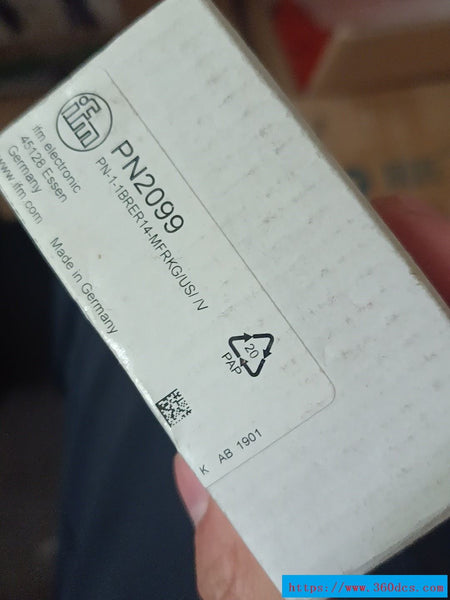 ifm
ifm electronic
45128 Essen
Germany
www.ifm.com
PN2099
PN-1-1BRER14-MFRKG/US/ /V
Made in Germany
20
PAP
K AB 1901
https://www.360dcs.com